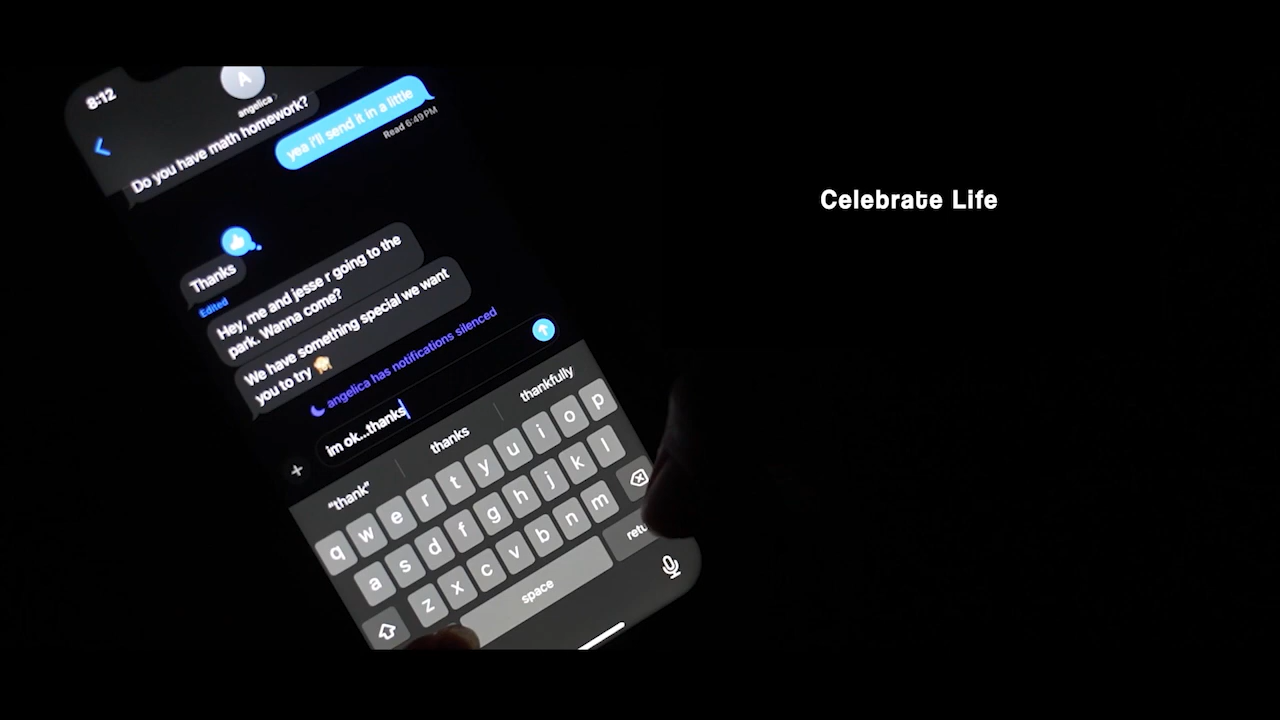 8:12
A
angelica
Do you have math homework?
yea i'll send it in a little
Read 6:49 PM
Thanks
Edited
Hey, me and jesse r going to the
park. Wanna come?
We have something special we want
you to try
angelica has notifications silenced
im ok...thanks
"thank"
thanks
thankfully
q w e r t y u i o p
a s d f g h j k l
z x c v b n m
space
retu
Celebrate Life